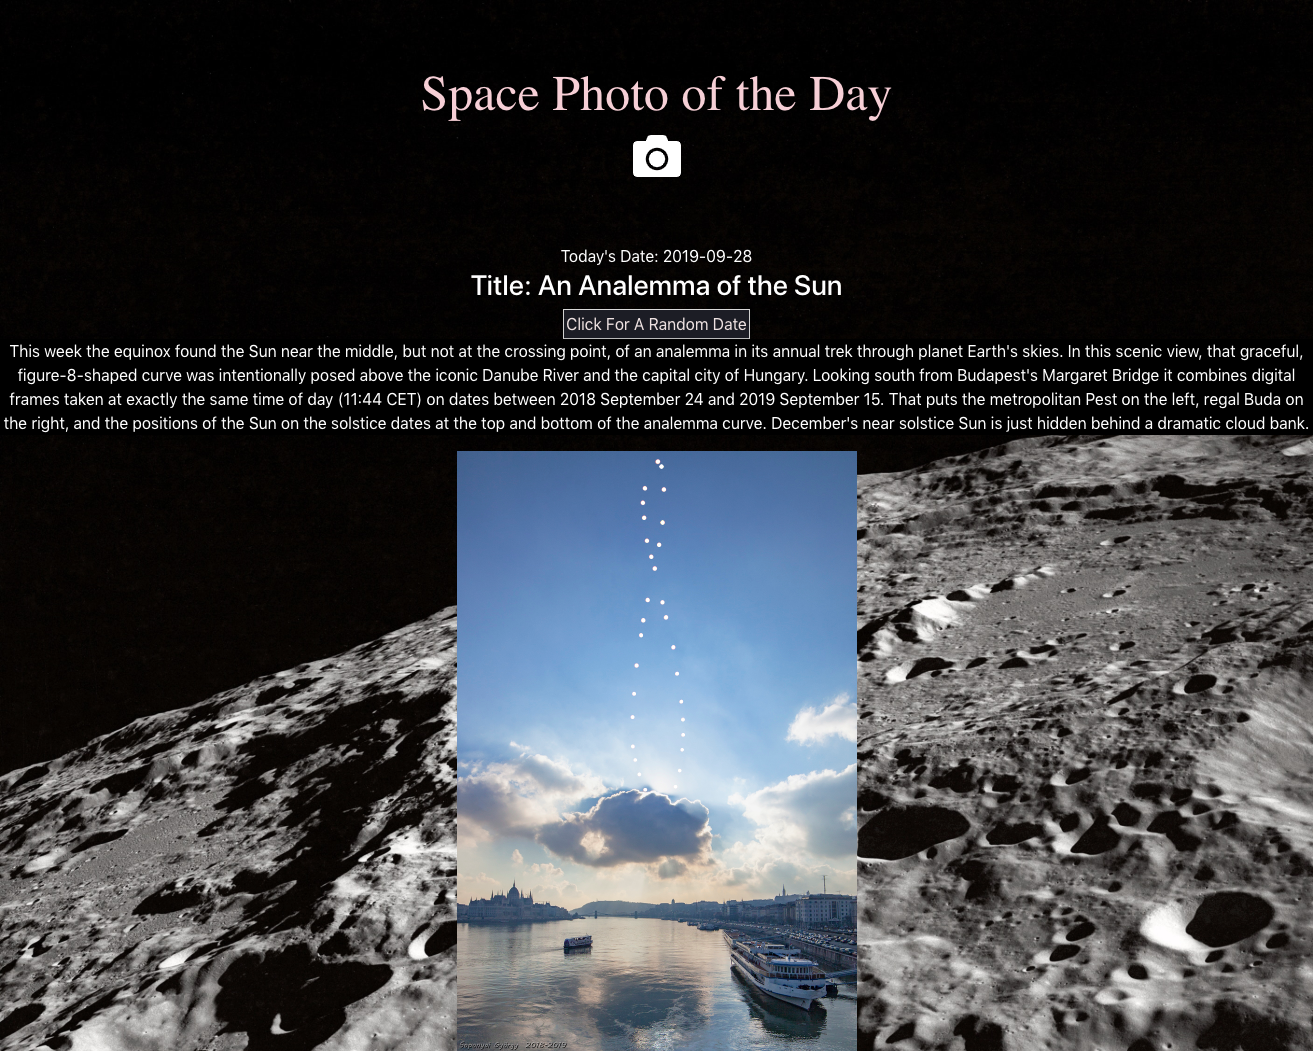 Space Photo of the Day
Today's Date: 2019-09-28
Title: An Analemma of the Sun
Click For A Random Date
This week the equinox found the Sun near the middle, but not at the crossing point, of an analemma in its annual trek through planet Earth's skies. In this scenic view, that graceful,
figure-8-shaped curve was intentionally posed above the iconic Danube River and the capital city of Hungary. Looking south from Budapest's Margaret Bridge it combines digital
frames taken at exactly the same time of day (11:44 CET) on dates between 2018 September 24 and 2019 September 15. That puts the metropolitan Pest on the left, regal Buda on
the right, and the positions of the Sun on the solstice dates at the top and bottom of the analemma curve. December's near solstice Sun is just hidden behind a dramatic cloud bank.
György 2018-2019